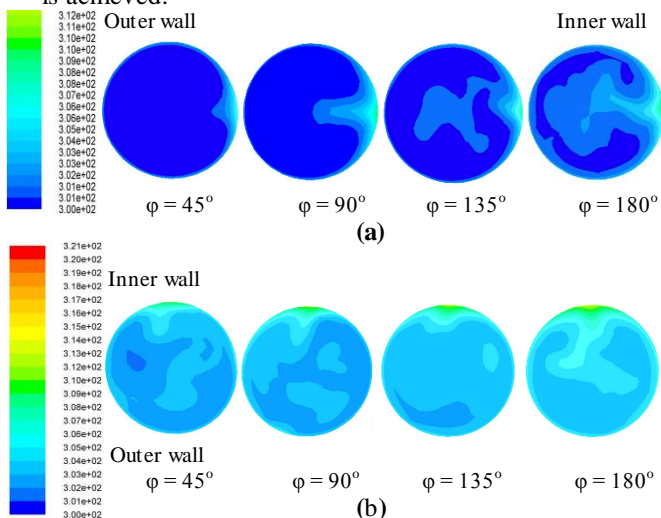 is achieved.
Outer wall
Inner wall
3.12e+02
3.11e+02
3.10e+02
3.10e+02
3.09e+02
3.08e+02
3.07e+02
3.07e+02
3.06e+02
3.05e+02
3.04e+02
3.04e+02
3.03e+02
3.02e+02
3.01e+02
3.01e+02
3.00e+02
φ = 45°
φ = 90°
φ = 135°
φ = 180°
(a)
3.21e+02
3.20e+02
3.19e+02
3.18e+02
3.16e+02
3.15e+02
3.14e+02
3.13e+02
3.12e+02
3.11e+02
3.10e+02
3.09e+02
3.08e+02
3.07e+02
3.06e+02
3.05e+02
3.04e+02
3.03e+02
3.02e+02
3.01e+02
3.00e+02
Inner wall
Outer wall
φ = 45°
φ = 90°
φ = 135°
φ = 180°
(b)